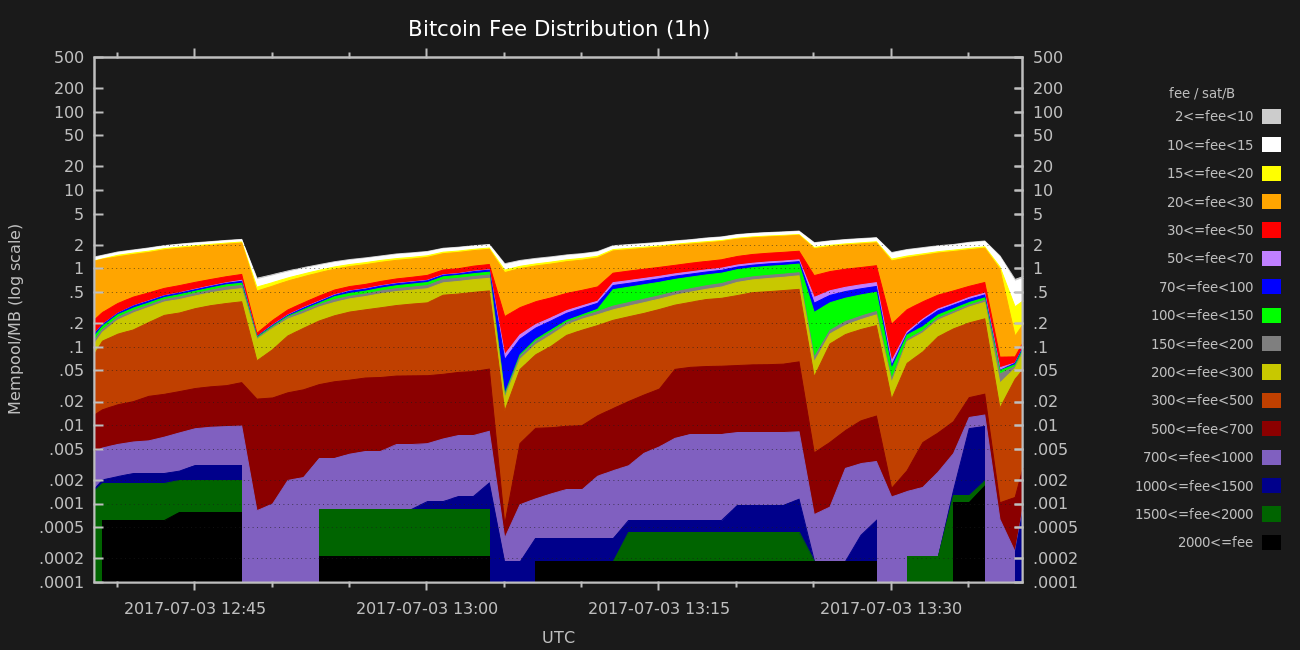 Bitcoin Fee Distribution (1h)
500
200
100
50
20
10
5
2
1
.5
.2
.1
.05
.02
.01
.005
.002
.001
.0005
.0002
.0001
Mempool/MB (log scale)
500
200
100
50
20
10
5
2
1
.5
.2
.1
.05
.02
.01
.005
.002
.001
.0005
.0002
.0001
2017-07-03 12:45
2017-07-03 13:00
2017-07-03 13:15
2017-07-03 13:30
UTC
fee / sat/B
2<=fee<10
10<=fee<15
15<=fee<20
20<=fee<30
30<=fee<50
50<=fee<70
70<=fee<100
100<=fee<150
150<=fee<200
200<=fee<300
300<=fee<500
500<=fee<700
700<=fee<1000
1000<=fee<1500
1500<=fee<2000
2000<=fee